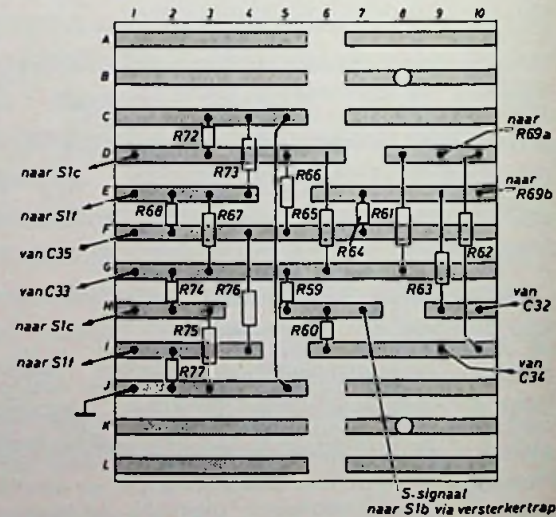 1 2 3 4 5 6 7 8 9 10
A
B
C
D
E
F
G
H
I
J
K
L
naar
R69a
R72
R73
naar S1c
R66
naar
R69b
naar S1f
R68
R67
R65
R61
R64
R62
van C35
van C33
R74
R76
R59
R63
naar S1c
R75
R60
van
C32
naar S1f
R77
van
C34
S-signaal
naar S1b via versterkertrap